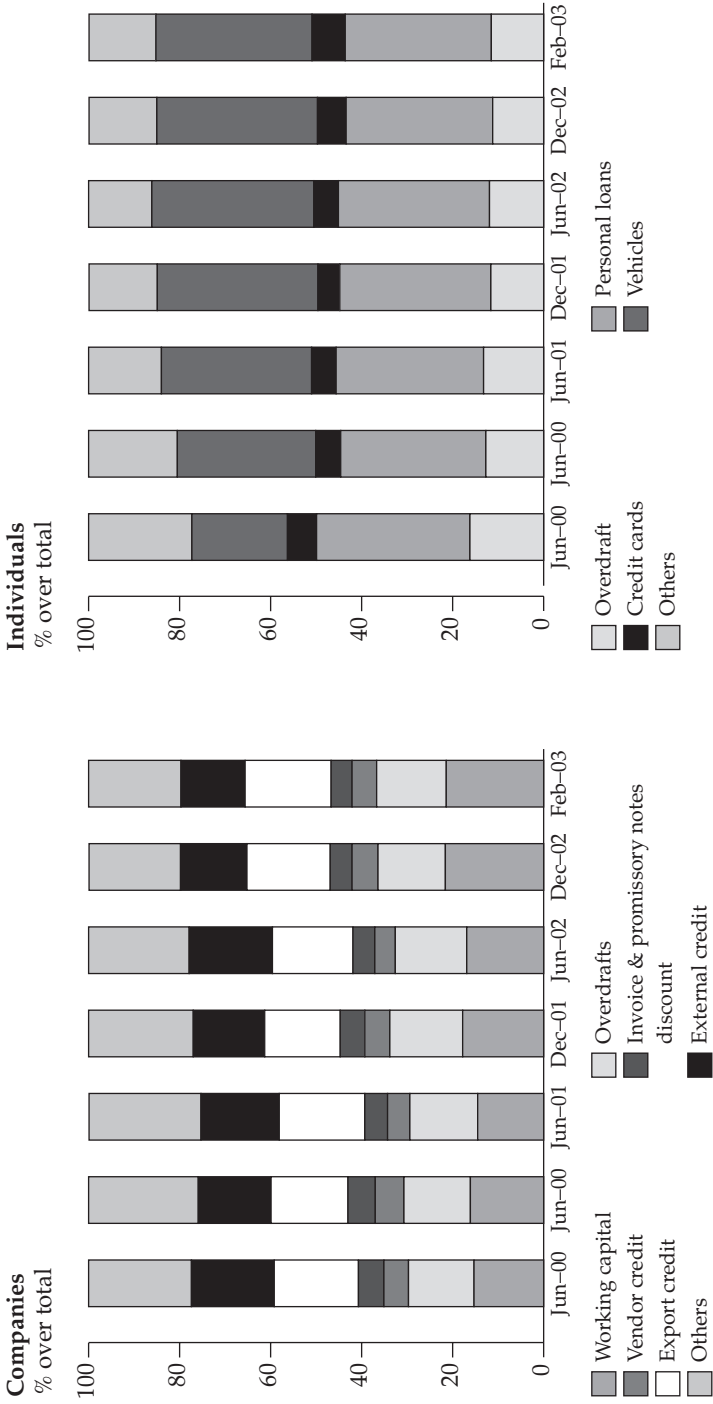 Companies
% over total
100
80
60
40
20
0
Jun–00 Jun–00 Jun–01 Dec–01 Jun–02 Dec–02 Feb–03
Working capital
Overdrafts
Vendor credit
Invoice & promissory notes
discount
Export credit
Others
External credit
Individuals
% over total
100
80
60
40
20
0
Jun–00 Jun–00 Jun–01 Dec–01 Jun–02 Dec–02 Feb–03
Overdraft
Personal loans
Credit cards
Vehicles
Others